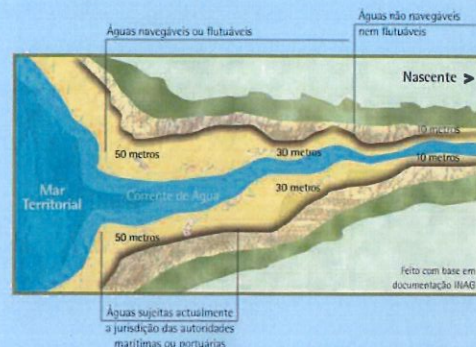 Águas navegáveis ou flutuáveis
Águas não navegáveis
nem flutuáveis
Nascente >
10 metros
50 metros
30 metros
10 metros
Mar
Territorial
Corrente de Água
30 metros
50 metros
Feito com base em
documentação INAG
Águas sujeitas actualmente
a jurisdição das autoridades
marítimas ou portuárias